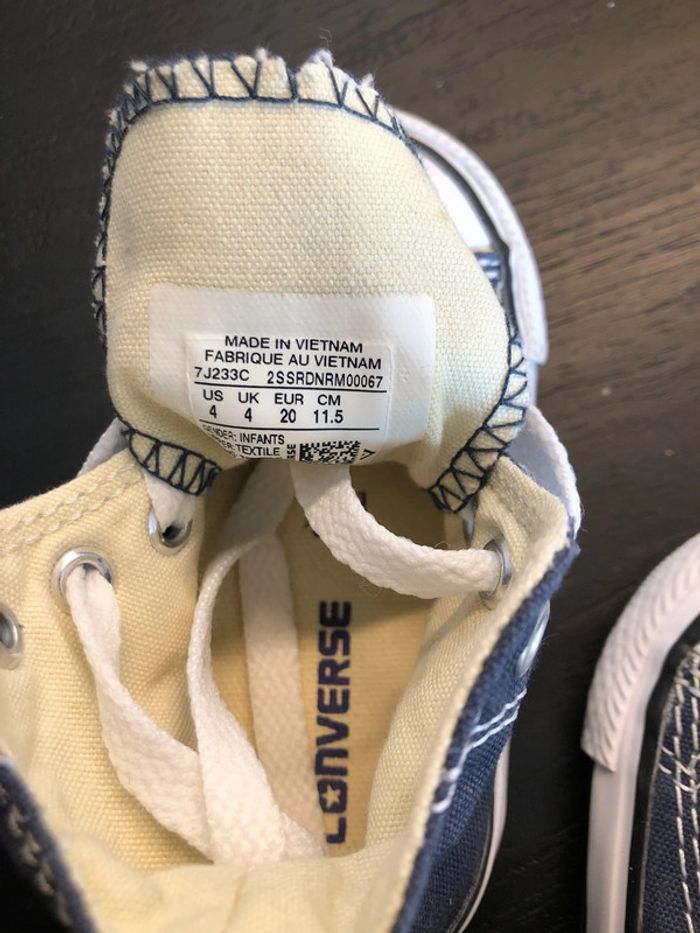 MADE IN VIETNAM
FABRIQUE AU VIETNAM
7J233C 2SSRDNRM00067
US UK EUR CM
4 4 20 11.5
GENDER: INFANTS
TEXTILE
CONVERSE